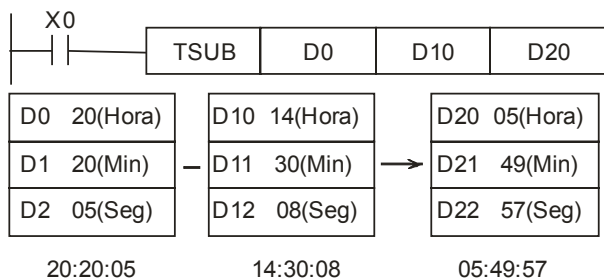 X0
TSUB D0 D10 D20
D0 20(Hora) D10 14(Hora) D20 05(Hora)
D1 20(Min) – D11 30(Min) → D21 49(Min)
D2 05(Seg) D12 08(Seg) D22 57(Seg)
20:20:05 14:30:08 05:49:57